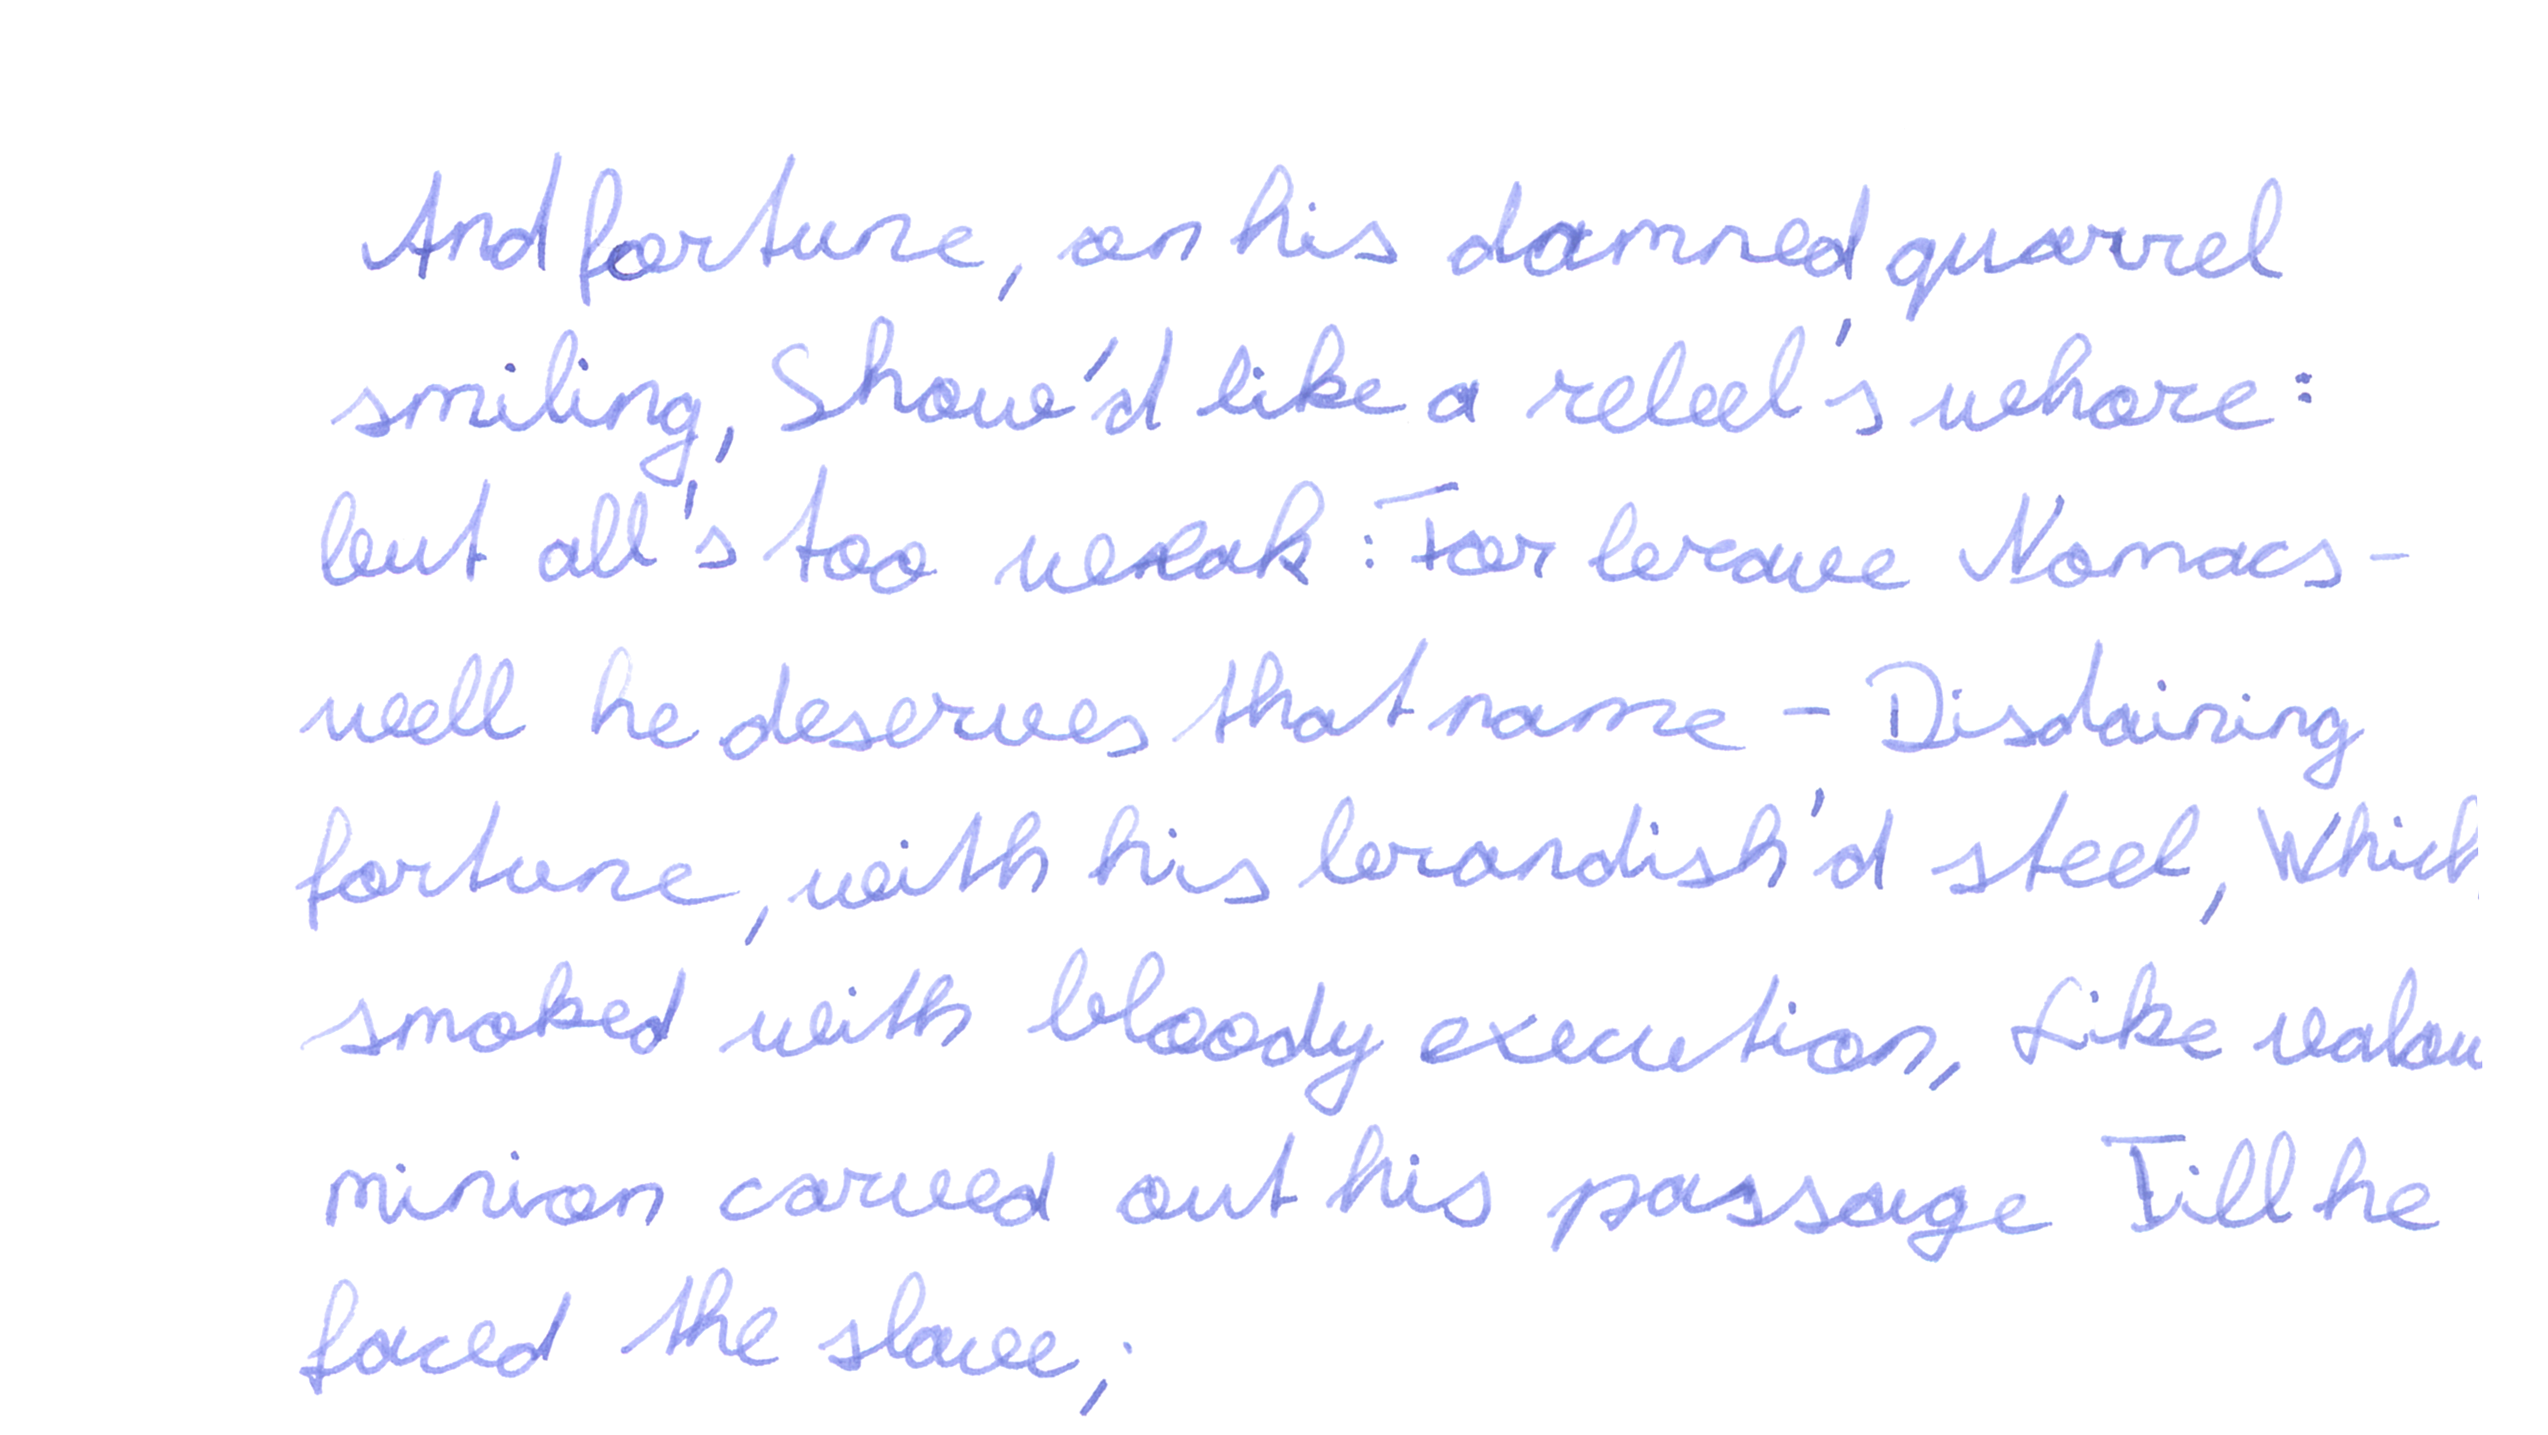 And fortune, on his damned quarrel
smiling, Show'd like a rebel's whore:
but all's too weak: For brave Nomacs -
well he deserves that name - Disdaining
fortune, with his brandish'd steel, Which
smoked with bloody execution, Like valou
minion carved out his passage Till he
faced the slave;